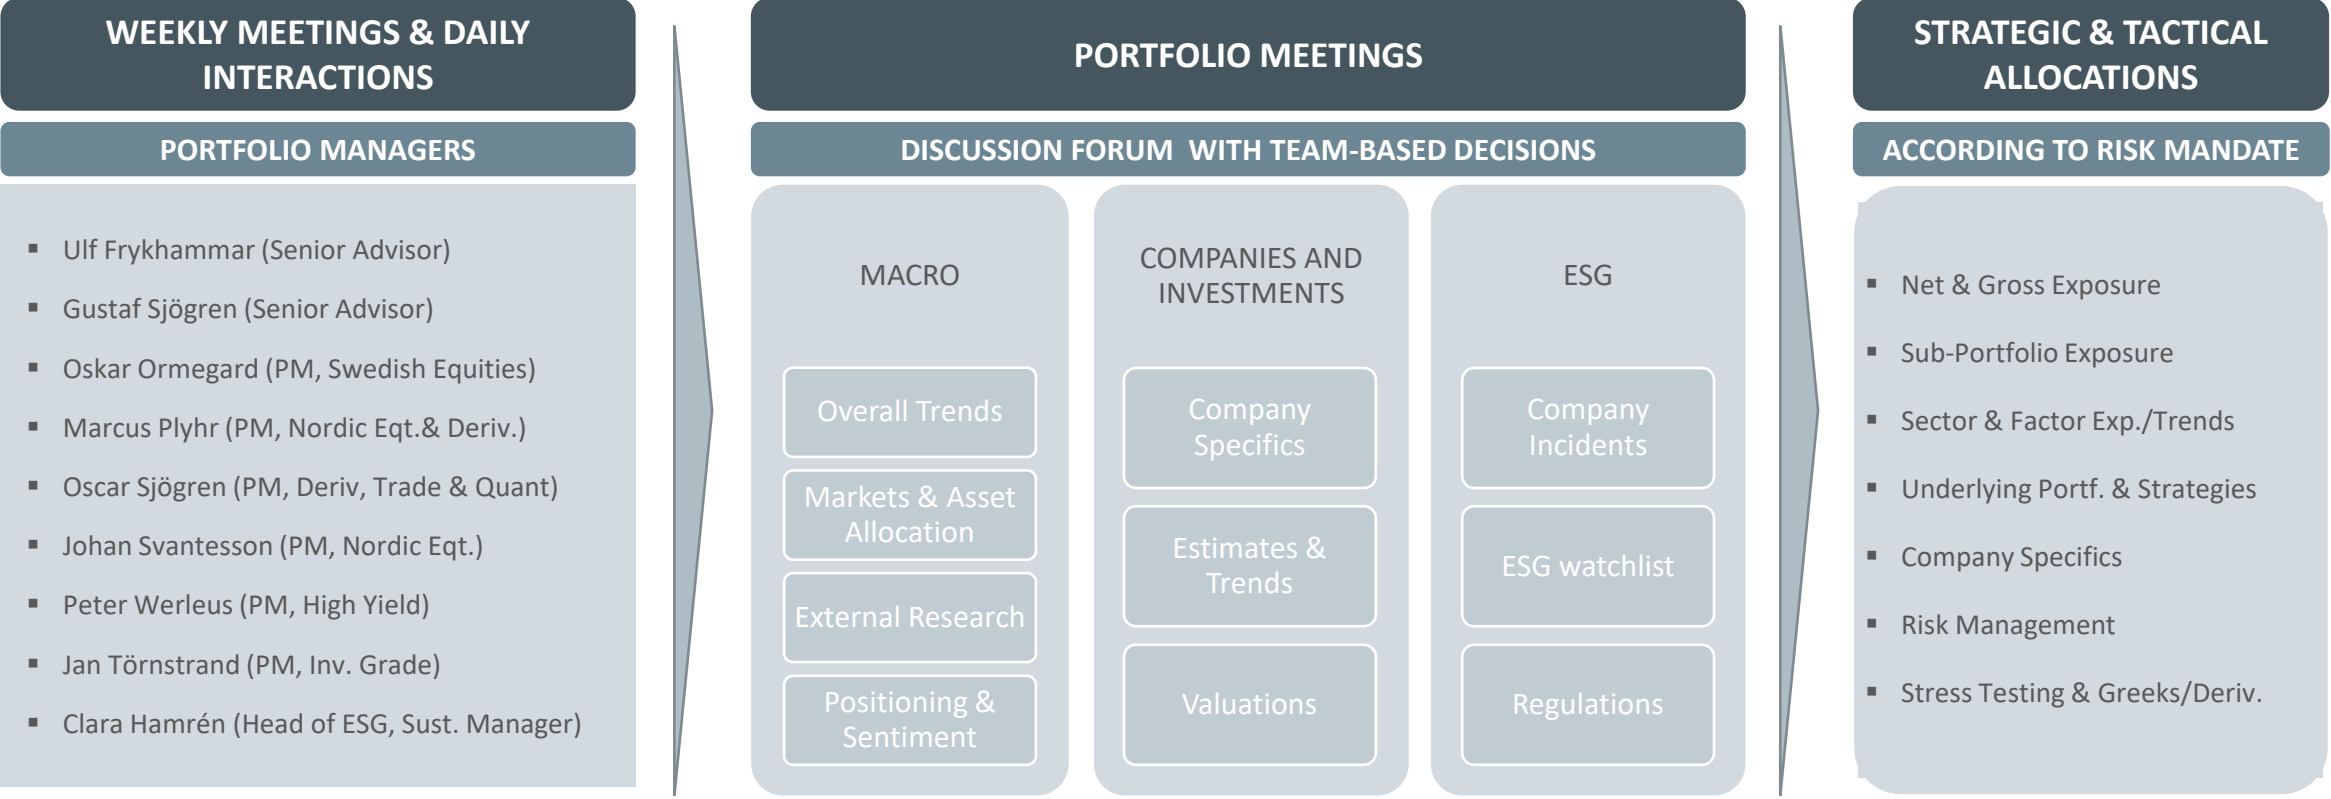 WEEKLY MEETINGS & DAILY
INTERACTIONS
PORTFOLIO MANAGERS
▪ Ulf Frykhammar (Senior Advisor)
▪ Gustaf Sjögren (Senior Advisor)
▪ Oskar Ormegard (PM, Swedish Equities)
▪ Marcus Plyhr (PM, Nordic Eqt.& Deriv.)
▪ Oscar Sjögren (PM, Deriv, Trade & Quant)
▪ Johan Svantesson (PM, Nordic Eqt.)
▪ Peter Werleus (PM, High Yield)
▪ Jan Törnstrand (PM, Inv. Grade)
▪ Clara Hamrén (Head of ESG, Sust. Manager)
PORTFOLIO MEETINGS
DISCUSSION FORUM WITH TEAM-BASED DECISIONS
MACRO
Overall Trends
Markets & Asset
Allocation
External Research
Positioning &
Sentiment
COMPANIES AND
INVESTMENTS
Company
Specifics
Estimates &
Trends
Valuations
ESG
Company
Incidents
ESG watchlist
Regulations
STRATEGIC & TACTICAL
ALLOCATIONS
ACCORDING TO RISK MANDATE
▪ Net & Gross Exposure
▪ Sub-Portfolio Exposure
▪ Sector & Factor Exp./Trends
▪ Underlying Portf. & Strategies
▪ Company Specifics
▪ Risk Management
▪ Stress Testing & Greeks/Deriv.